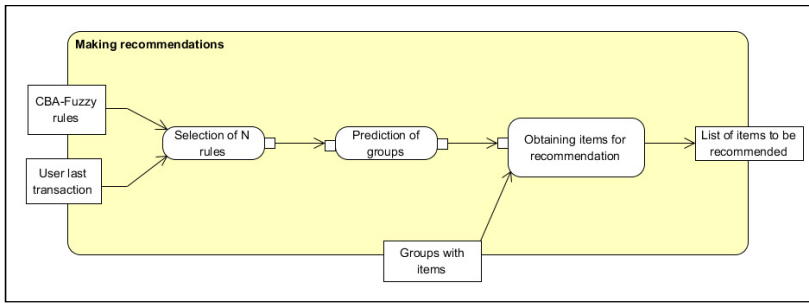 Making recommendations
CBA-Fuzzy
rules
User last
transaction
Selection of N
rules
Prediction of
groups
Obtaining items for
recommendation
List of items to be
recommended
Groups with
items